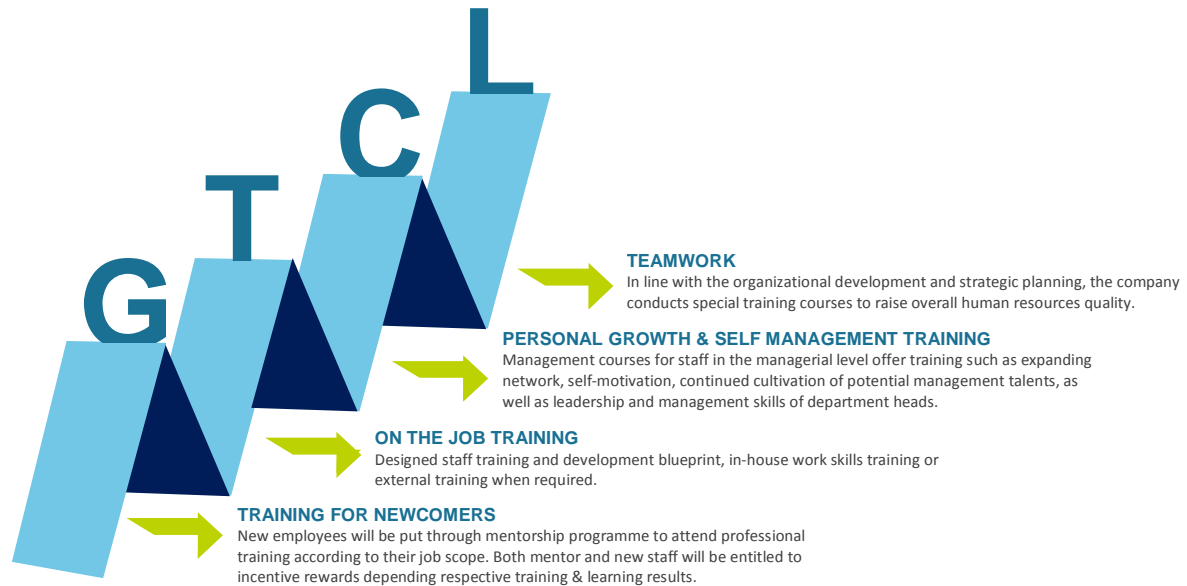 L
C
T
G
TEAMWORK
In line with the organizational development and strategic planning, the company
conducts special training courses to raise overall human resources quality.
PERSONAL GROWTH & SELF MANAGEMENT TRAINING
Management courses for staff in the managerial level offer training such as expanding
network, self-motivation, continued cultivation of potential management talents, as
well as leadership and management skills of department heads.
ON THE JOB TRAINING
Designed staff training and development blueprint, in-house work skills training or
external training when required.
TRAINING FOR NEWCOMERS
New employees will be put through mentorship programme to attend professional
training according to their job scope. Both mentor and new staff will be entitled to
incentive rewards depending respective training & learning results.